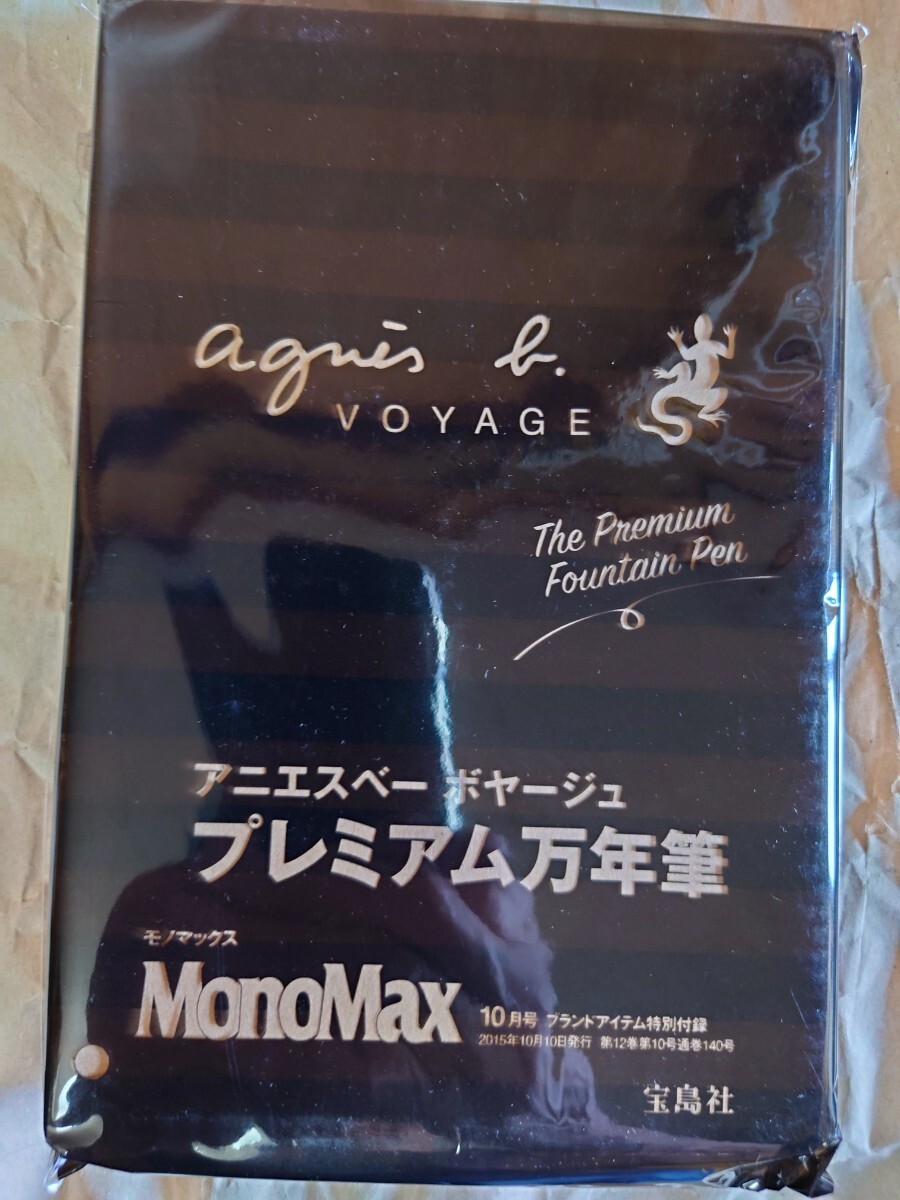 agnès b.
VOYAGE
The Premium
Fountain Pen
アニエスベー ボヤージュ
プレミアム万年筆
モノマックス
MonoMax
10月号 ブランドアイテム特別付録
2015年10月10日発行 第12巻第10号通巻140号
宝島社